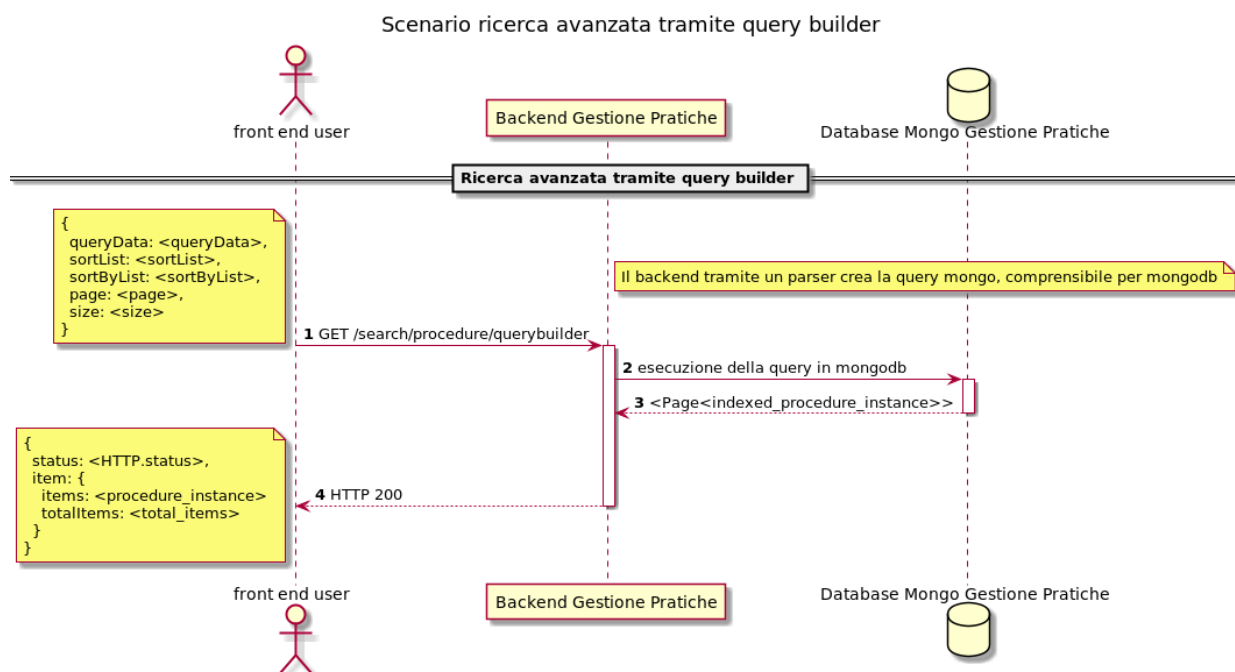 Scenario ricerca avanzata tramite query builder
front end user
Backend Gestione Pratiche
Database Mongo Gestione Pratiche
Ricerca avanzata tramite query builder
{
queryData: <queryData>,
sortList: <sortList>,
sortByList: <sortByList>,
page: <page>,
size: <size>
}
Il backend tramite un parser crea la query mongo, comprensibile per mongodb
1 GET /search/procedure/querybuilder
2 esecuzione della query in mongodb
3 <Page<indexed_procedure_instance>>
{
status: <HTTP.status>,
item: {
items: <procedure_instance>
totalItems: <total_items>
}
}
4 HTTP 200
front end user
Backend Gestione Pratiche
Database Mongo Gestione Pratiche